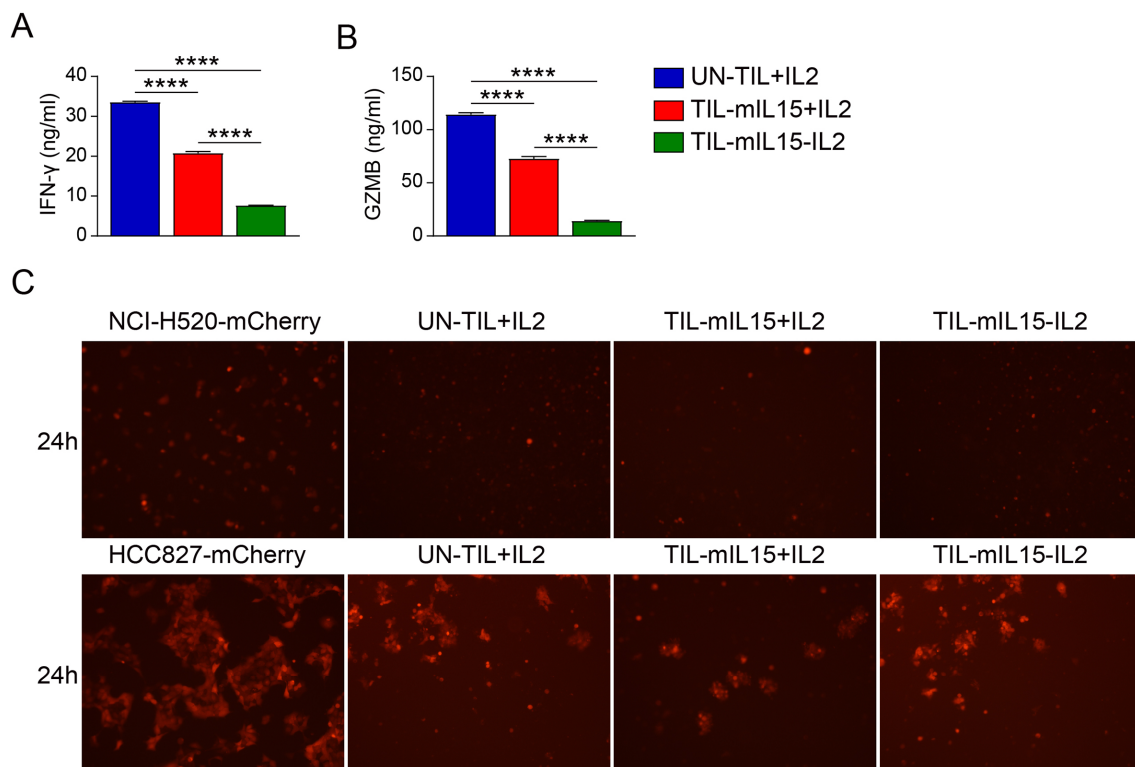 A
IFN-γ (ng/ml)
40
30
20
10
0
****
****
****
B
GZMB (ng/ml)
150
100
50
0
****
****
****
UN-TIL+IL2
TIL-mIL15+IL2
TIL-mIL15-IL2
C
NCI-H520-mCherry UN-TIL+IL2 TIL-mIL15+IL2 TIL-mIL15-IL2
24h
HCC827-mCherry UN-TIL+IL2 TIL-mIL15+IL2 TIL-mIL15-IL2
24h